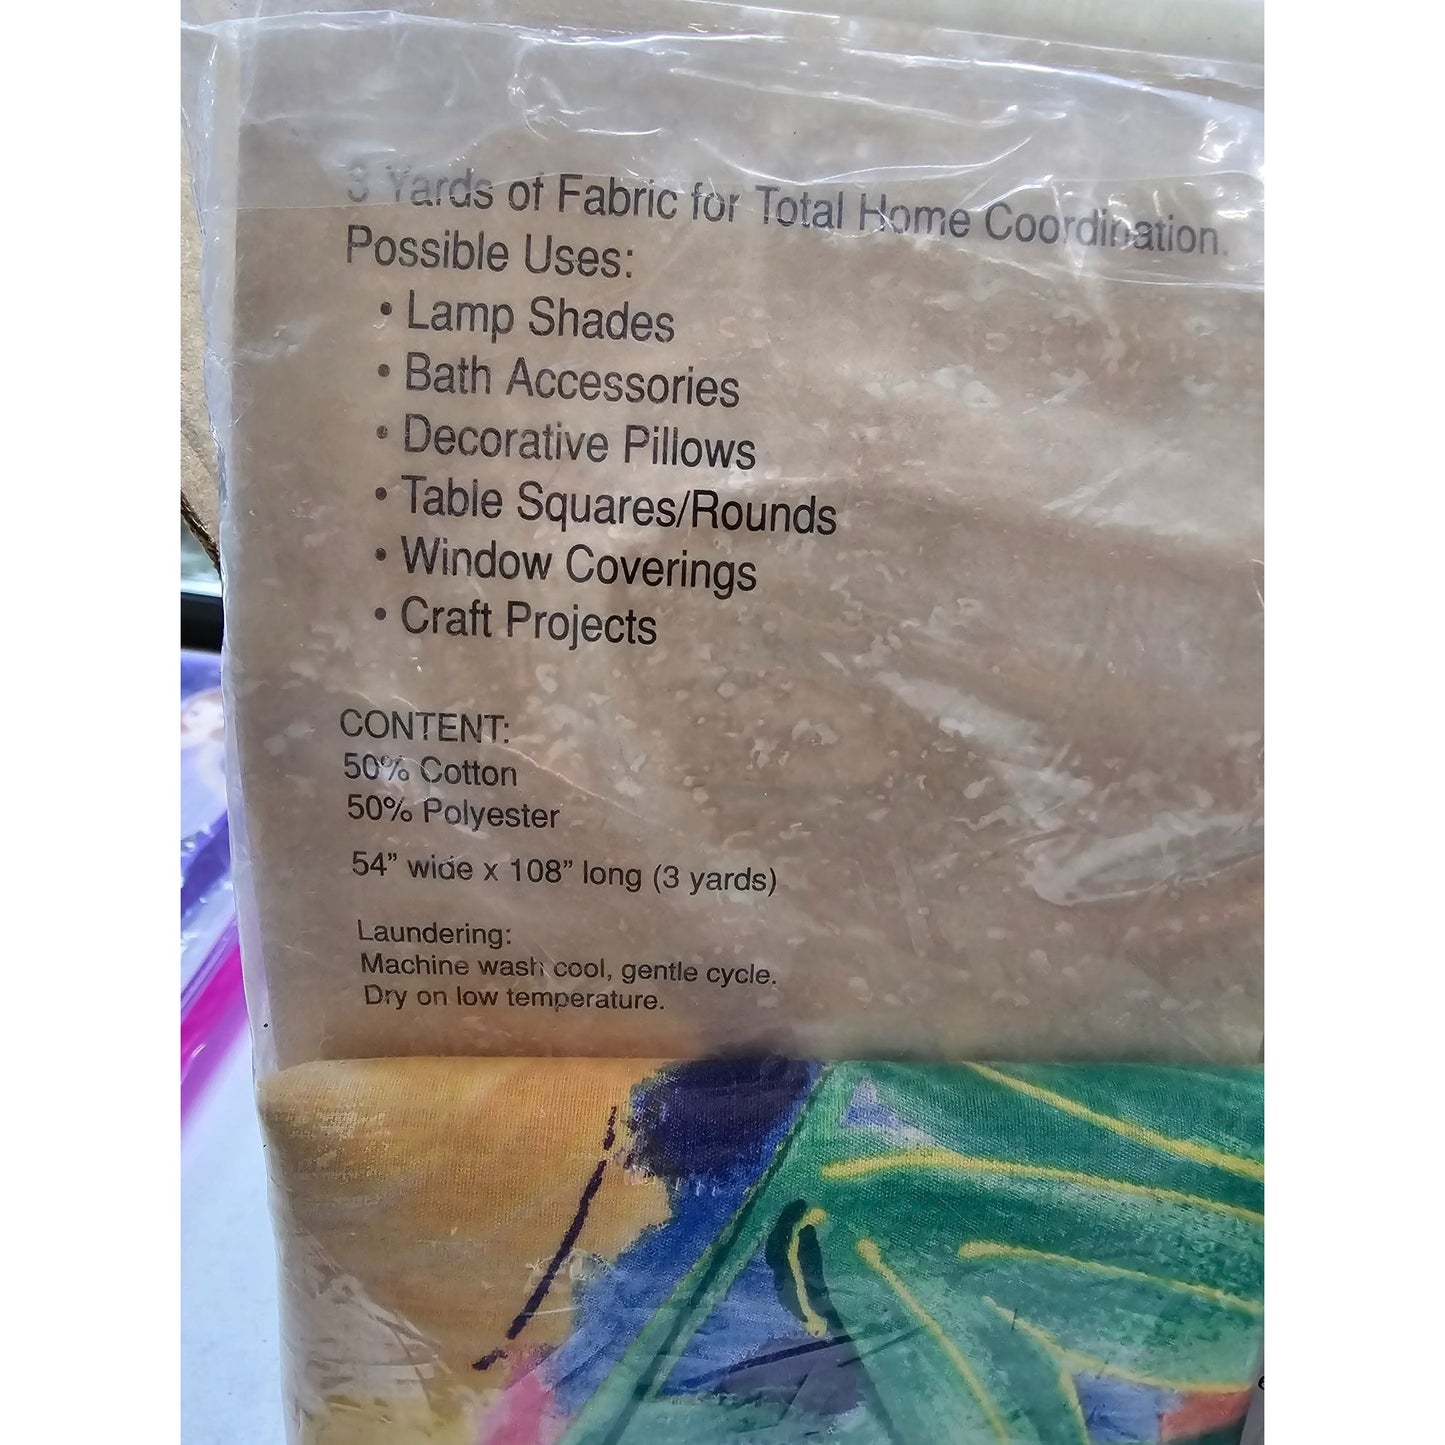 3 Yards of Fabric for Total Home Coordination.
Possible Uses:
• Lamp Shades
• Bath Accessories
• Decorative Pillows
• Table Squares/Rounds
• Window Coverings
• Craft Projects
CONTENT:
50% Cotton
50% Polyester
54” wide x 108” long (3 yards)
Laundering:
Machine wash cool, gentle cycle.
Dry on low temperature.